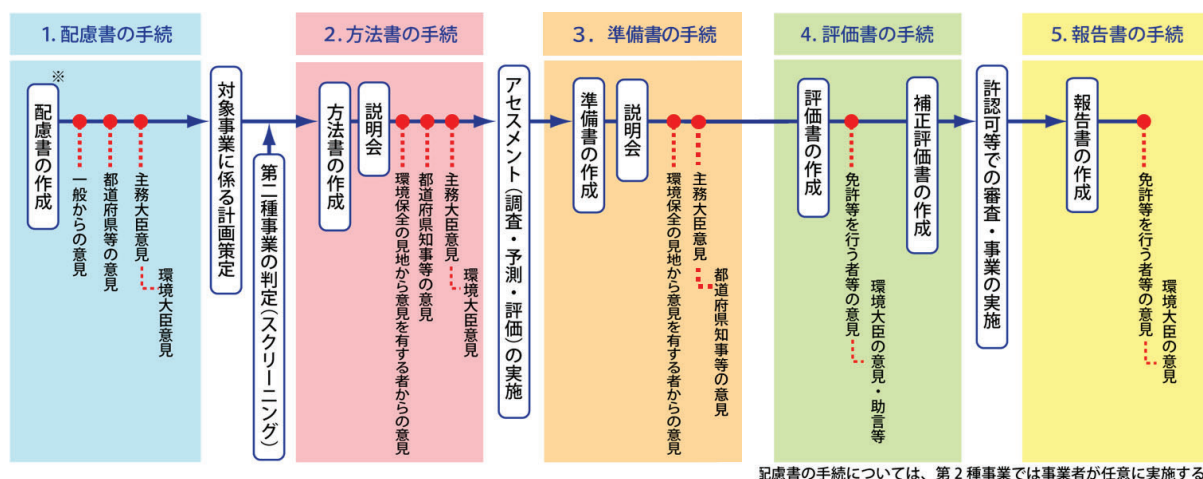 1. 配慮書の手続
※
配慮書の作成
一般からの意見
都道府県等の意見
主務大臣意見
環境大臣意見
対象事業に係る計画策定
第二種事業の判定(スクリーニング)
2. 方法書の手続
方法書の作成
説明会
環境保全の見地から意見を有する者からの意見
都道府県知事等の意見
主務大臣意見
環境大臣意見
アセスメント(調査・予測・評価)の実施
3. 準備書の手続
準備書の作成
説明会
環境保全の見地から意見を有する者からの意見
主務大臣意見
都道府県知事等の意見
4. 評価書の手続
評価書の作成
免許等を行う者等の意見
環境大臣の意見・助言等
補正評価書の作成
許認可等での審査・事業の実施
5. 報告書の手続
報告書の作成
免許等を行う者等の意見
環境大臣の意見
配慮書の手続については、第2種事業では事業者が任意に実施する